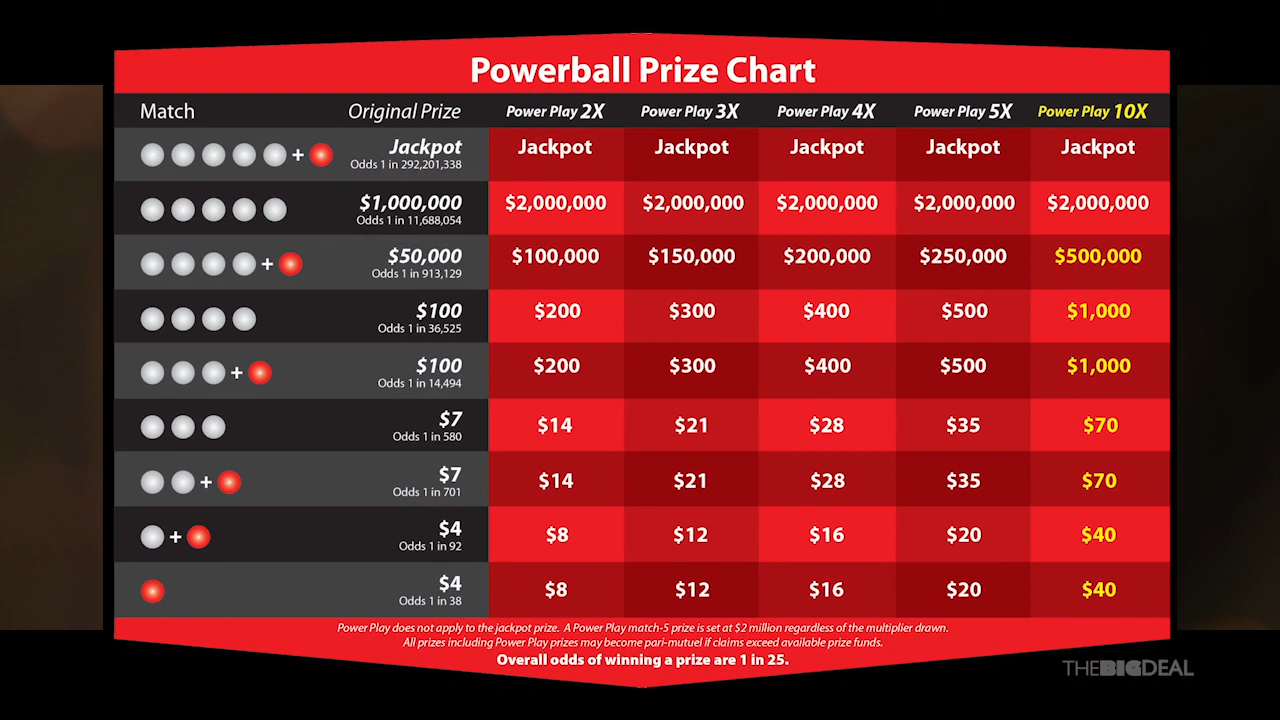 Powerball Prize Chart
Match Original Prize Power Play 2X Power Play 3X Power Play 4X Power Play 5X Power Play 10X
+ Jackpot Jackpot Jackpot Jackpot Jackpot Jackpot
Odds 1 in 292,201,338
$1,000,000 $2,000,000 $2,000,000 $2,000,000 $2,000,000 $2,000,000
Odds 1 in 11,688,054
+ $50,000 $100,000 $150,000 $200,000 $250,000 $500,000
Odds 1 in 913,129
$100 $200 $300 $400 $500 $1,000
Odds 1 in 36,525
+ $100 $200 $300 $400 $500 $1,000
Odds 1 in 14,494
$7 $14 $21 $28 $35 $70
Odds 1 in 580
+ $7 $14 $21 $28 $35 $70
Odds 1 in 701
+ $4 $8 $12 $16 $20 $40
Odds 1 in 92
$4 $8 $12 $16 $20 $40
Odds 1 in 38
Power Play does not apply to the jackpot prize. A Power Play match-5 prize is set at $2 million regardless of the multiplier drawn.
All prizes including Power Play prizes may become pari-mutuel if claims exceed available prize funds.
Overall odds of winning a prize are 1 in 25.
THEBIGDEAL